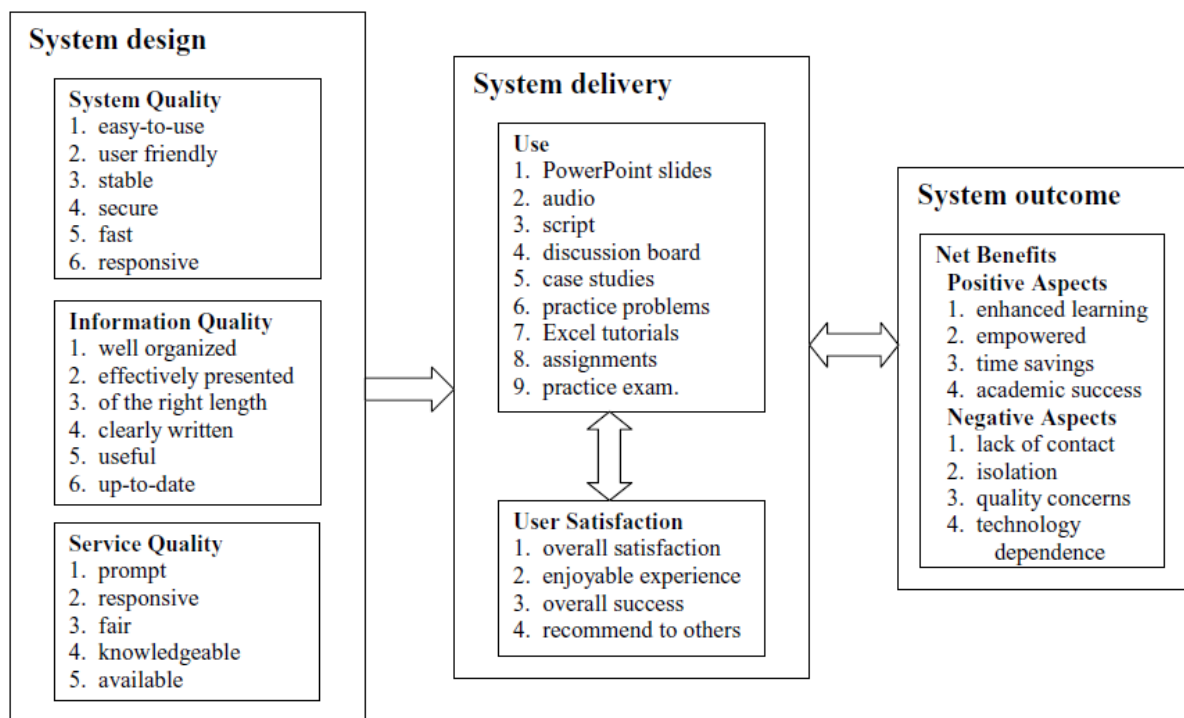 System design
System Quality
1. easy-to-use
2. user friendly
3. stable
4. secure
5. fast
6. responsive
Information Quality
1. well organized
2. effectively presented
3. of the right length
4. clearly written
5. useful
6. up-to-date
Service Quality
1. prompt
2. responsive
3. fair
4. knowledgeable
5. available
System delivery
Use
1. PowerPoint slides
2. audio
3. script
4. discussion board
5. case studies
6. practice problems
7. Excel tutorials
8. assignments
9. practice exam.
User Satisfaction
1. overall satisfaction
2. enjoyable experience
3. overall success
4. recommend to others
System outcome
Net Benefits
Positive Aspects
1. enhanced learning
2. empowered
3. time savings
4. academic success
Negative Aspects
1. lack of contact
2. isolation
3. quality concerns
4. technology
dependence